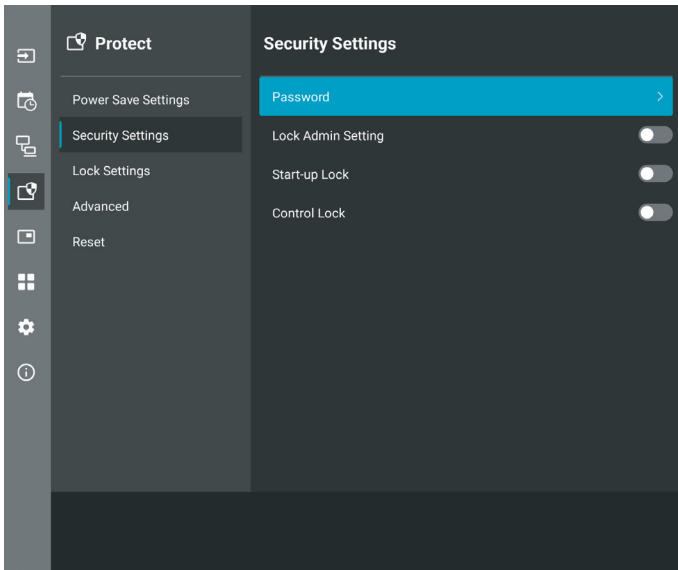 Protect
Power Save Settings
Security Settings
Lock Settings
Advanced
Reset
Security Settings
Password
Lock Admin Setting
Start-up Lock
Control Lock